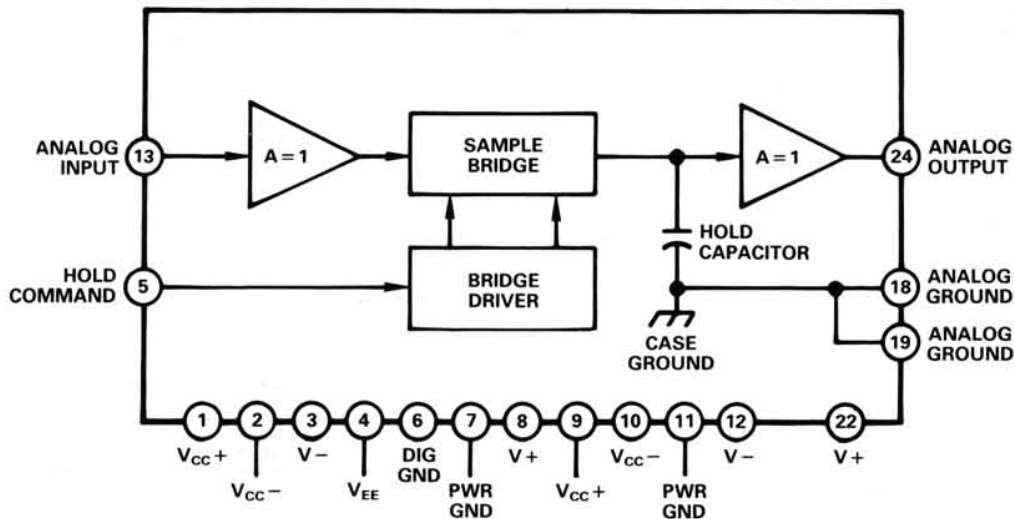 ANALOG
INPUT
13
A = 1
SAMPLE
BRIDGE
A = 1
24
ANALOG
OUTPUT
HOLD
CAPACITOR
HOLD
COMMAND
5
BRIDGE
DRIVER
18
ANALOG
GROUND
CASE
GROUND
19
ANALOG
GROUND
1 2 3 4 6 7 8 9 10 11 12 22
VCC+
VCC−
V−
VEE
DIG
GND
PWR
GND
V+
VCC+
VCC−
PWR
GND
V−
V+